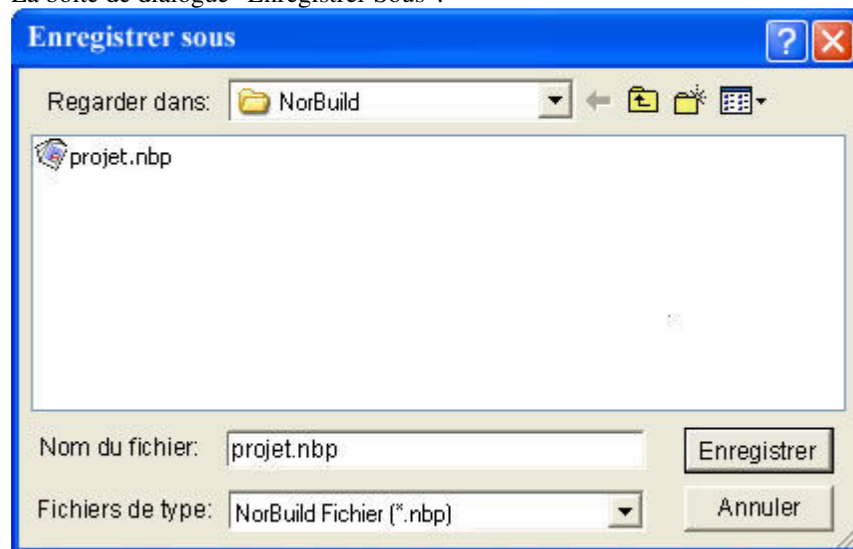 La boîte de dialogue "Enregistrer Sous".
Enregistrer sous
Regarder dans: NorBuild
projet.nbp
Nom du fichier: projet.nbp Enregistrer
Fichiers de type: NorBuild Fichier (*.nbp) Annuler